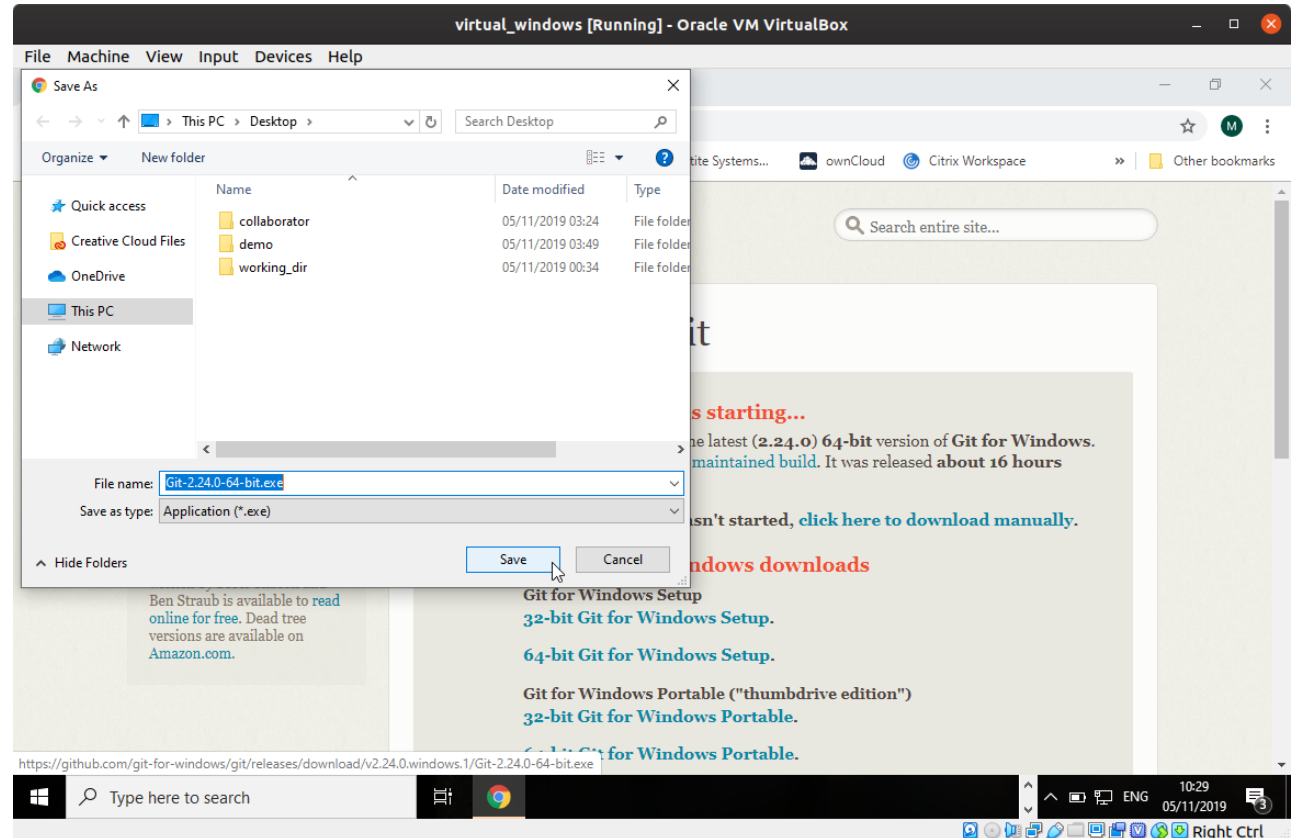 virtual_windows [Running] - Oracle VM VirtualBox
File Machine View Input Devices Help
Save As
This PC › Desktop ›
Search Desktop
Organize
New folder
Quick access
Creative Cloud Files
OneDrive
This PC
Network
Name Date modified Type
collaborator 05/11/2019 03:24 File folder
demo 05/11/2019 03:49 File folder
working_dir 05/11/2019 00:34 File folder
File name: Git-2.24.0-64-bit.exe
Save as type: Application (*.exe)
Hide Folders
Save
Cancel
M
Systems... ownCloud Citrix Workspace » Other bookmarks
Search entire site...
it
starting...
latest (2.24.0) 64-bit version of Git for Windows.
maintained build. It was released about 16 hours
started, click here to download manually.
downloads
Git for Windows Setup
32-bit Git for Windows Setup.
64-bit Git for Windows Setup.
Git for Windows Portable ("thumbdrive edition")
32-bit Git for Windows Portable.
for Windows Portable.
Ben Straub is available to read
online for free. Dead tree
versions are available on
Amazon.com.
https://github.com/git-for-windows/git/releases/download/v2.24.0.windows.1/Git-2.24.0-64-bit.exe
Type here to search
ENG
10:29
05/11/2019
3
Right Ctrl